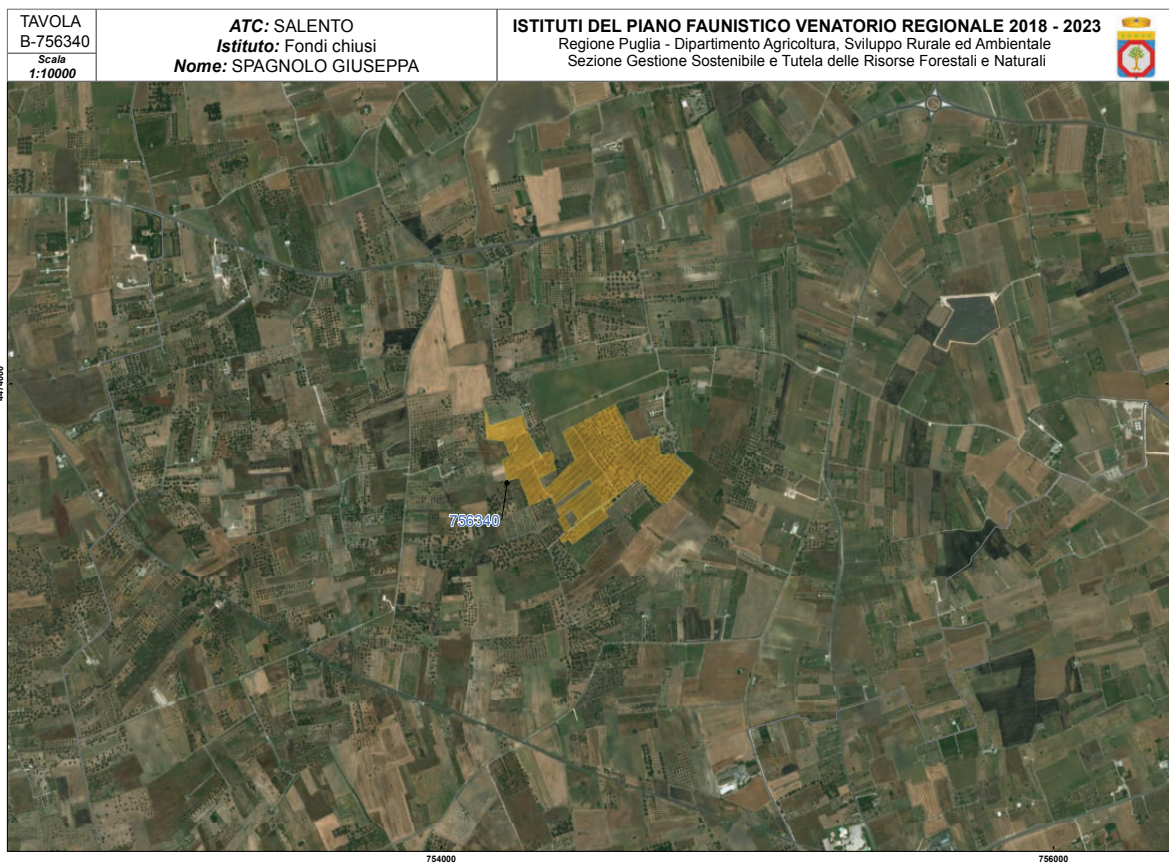 TAVOLA
B-756340
Scala
1:10000
ATC: SALENTO
Istituto: Fondi chiusi
Nome: SPAGNOLO GIUSEPPA
ISTITUTI DEL PIANO FAUNISTICO VENATORIO REGIONALE 2018 - 2023
Regione Puglia - Dipartimento Agricoltura, Sviluppo Rurale ed Ambientale
Sezione Gestione Sostenibile e Tutela delle Risorse Forestali e Naturali
756340
754000
756000